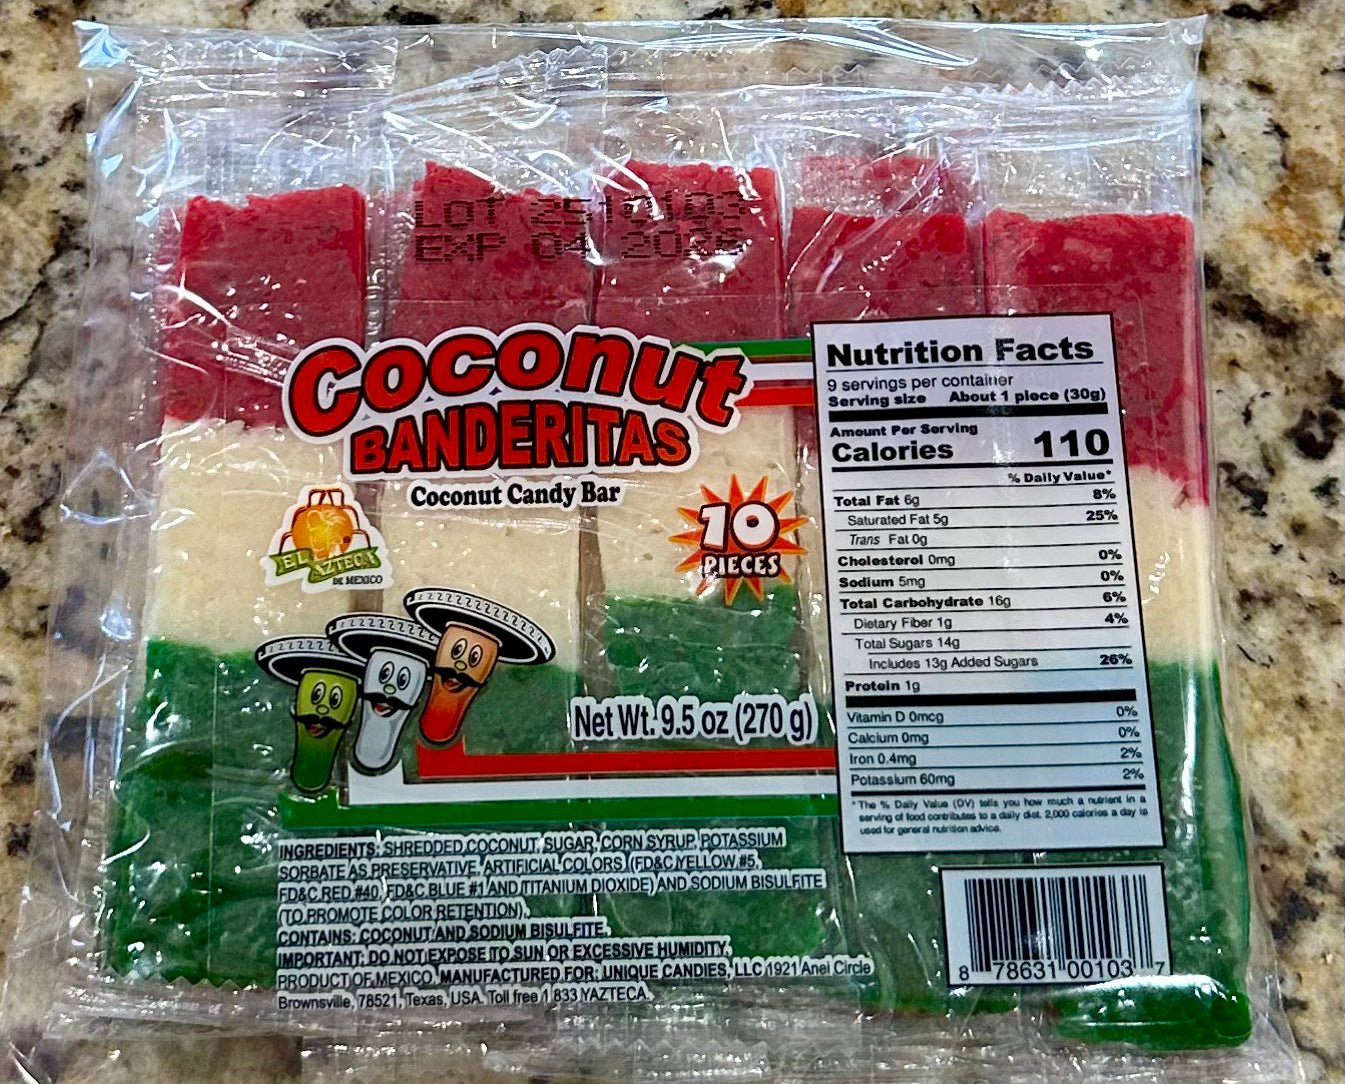 LOT 2510103
EXP 04 2026
Coconut
BANDERITAS
Coconut Candy Bar
EL AZTECA
DE MEXICO
10
PIECES
Net Wt. 9.5 oz (270 g)
INGREDIENTS: SHREDDED COCONUT, SUGAR, CORN SYRUP, POTASSIUM
SORBATE AS PRESERVATIVE, ARTIFICIAL COLORS (FD&C YELLOW #5,
FD&C RED #40, FD&C BLUE #1 AND TITANIUM DIOXIDE) AND SODIUM BISULFITE
(TO PROMOTE COLOR RETENTION).
CONTAINS: COCONUT AND SODIUM BISULFITE.
IMPORTANT: DO NOT EXPOSE TO SUN OR EXCESSIVE HUMIDITY.
PRODUCT OF MEXICO. MANUFACTURED FOR: UNIQUE CANDIES, LLC 1921 Anel Circle
Brownsville, 78521, Texas, USA. Toll free 1 833 YAZTECA.
Nutrition Facts
9 servings per container
Serving size About 1 piece (30g)
Amount Per Serving
Calories 110
% Daily Value*
Total Fat 6g 8%
Saturated Fat 5g 25%
Trans Fat 0g
Cholesterol 0mg 0%
Sodium 5mg 0%
Total Carbohydrate 16g 6%
Dietary Fiber 1g 4%
Total Sugars 14g
Includes 13g Added Sugars 26%
Protein 1g
Vitamin D 0mcg 0%
Calcium 0mg 0%
Iron 0.4mg 2%
Potassium 60mg 2%
*The % Daily Value (DV) tells you how much a nutrient in a
serving of food contributes to a daily diet. 2,000 calories a day is
used for general nutrition advice.
8 78631 00103 7